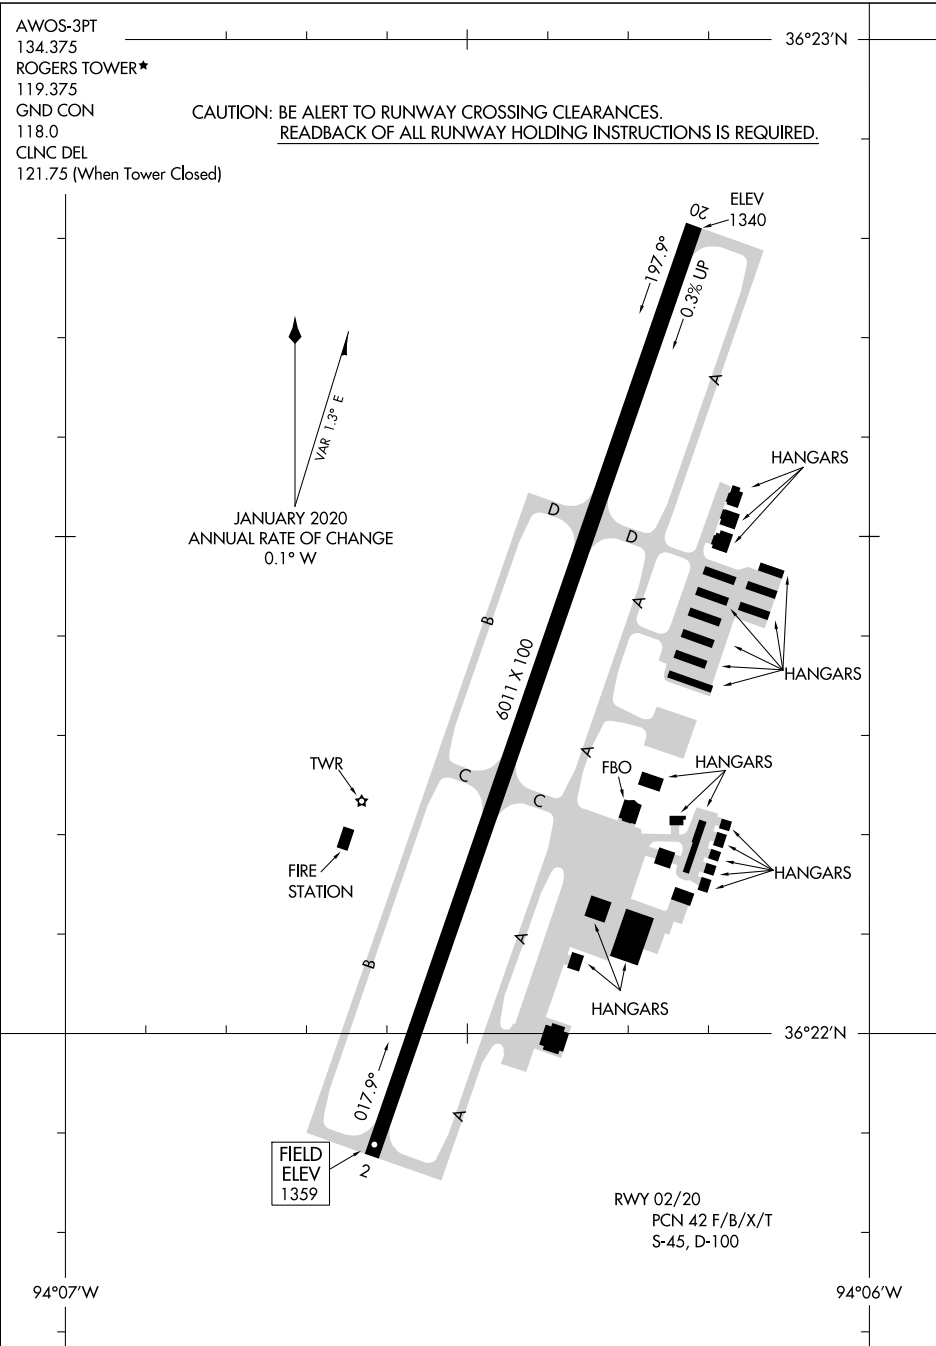 AWOS-3PT
134.375
ROGERS TOWER★
119.375
GND CON
118.0
CLNC DEL
121.75 (When Tower Closed)
36°23'N
CAUTION: BE ALERT TO RUNWAY CROSSING CLEARANCES.
READBACK OF ALL RUNWAY HOLDING INSTRUCTIONS IS REQUIRED.
ELEV
1340
20
197.9°
0.3% UP
A
VAR 1.3° E
JANUARY 2020
ANNUAL RATE OF CHANGE
0.1° W
HANGARS
D
D
A
B
HANGARS
6011 X 100
A
TWR
C
C
FBO
HANGARS
FIRE
STATION
HANGARS
A
B
HANGARS
36°22'N
017.9°
A
FIELD
ELEV
1359
2
RWY 02/20
PCN 42 F/B/X/T
S-45, D-100
94°07'W
94°06'W